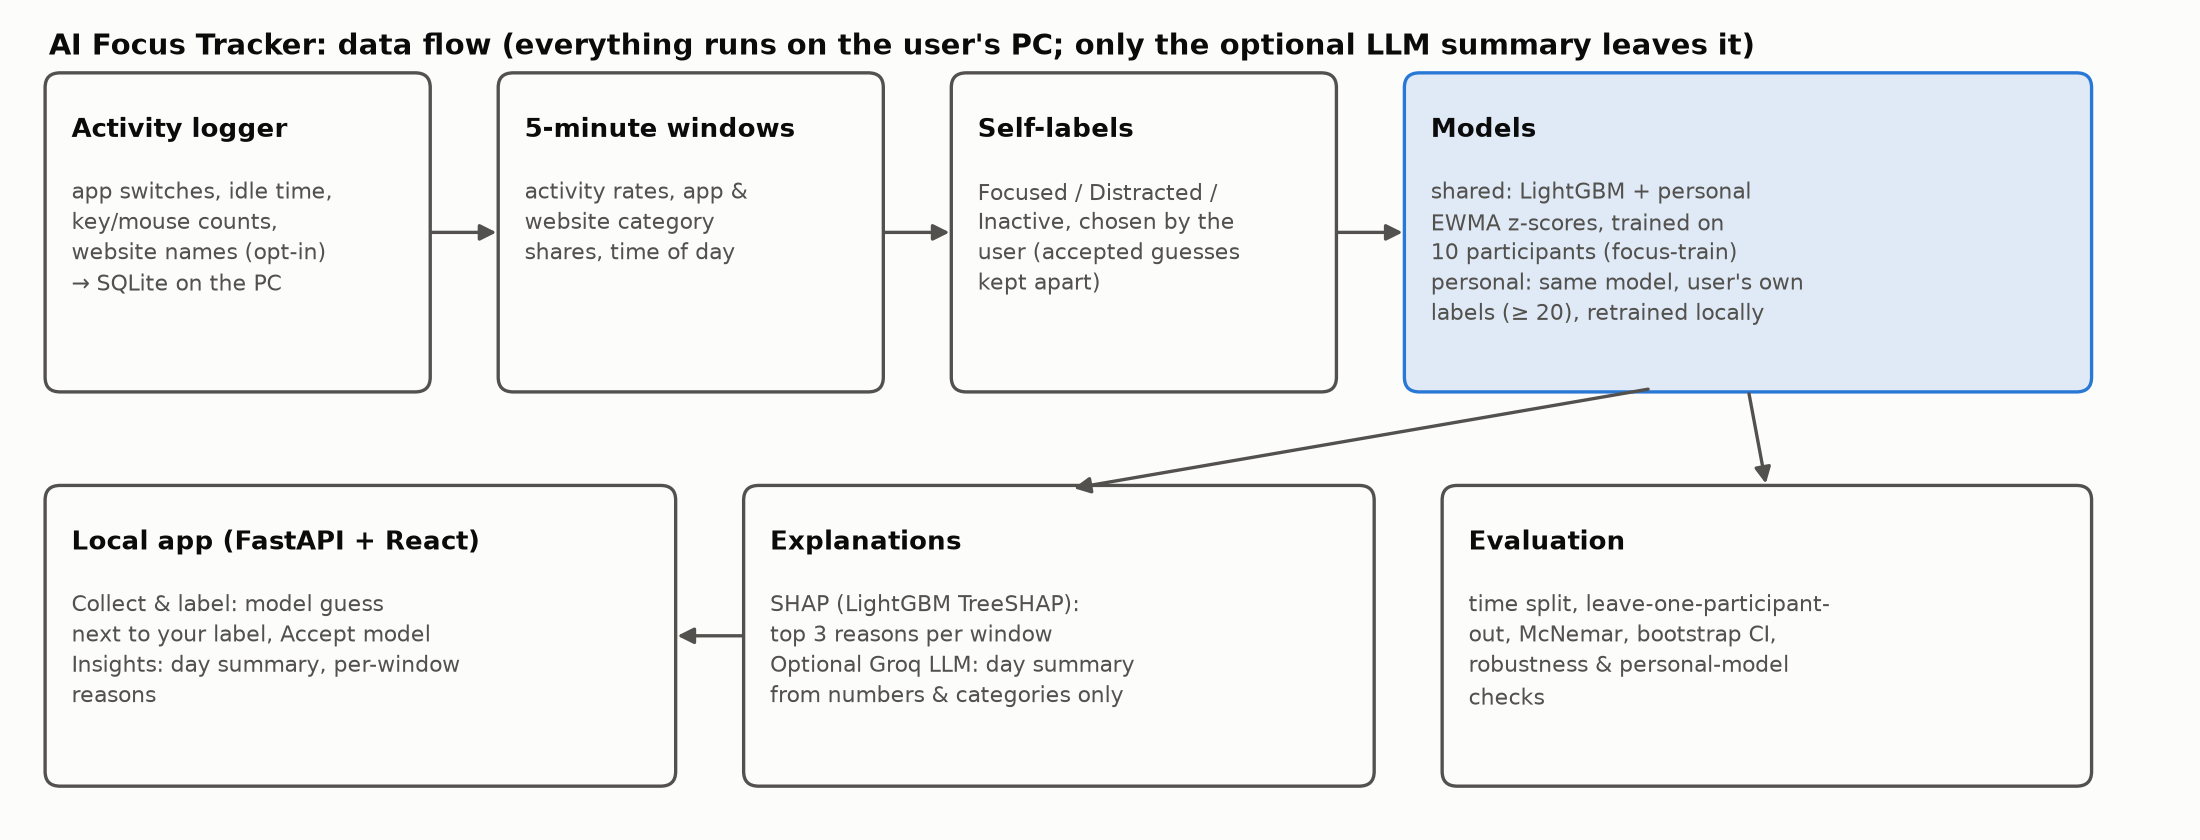 AI Focus Tracker: data flow (everything runs on the user's PC; only the optional LLM summary leaves it)
Activity logger
app switches, idle time,
key/mouse counts,
website names (opt-in)
→ SQLite on the PC
5-minute windows
activity rates, app &
website category
shares, time of day
Self-labels
Focused / Distracted /
Inactive, chosen by the
user (accepted guesses
kept apart)
Models
shared: LightGBM + personal
EWMA z-scores, trained on
10 participants (focus-train)
personal: same model, user's own
labels (≥ 20), retrained locally
Local app (FastAPI + React)
Collect & label: model guess
next to your label, Accept model
Insights: day summary, per-window
reasons
Explanations
SHAP (LightGBM TreeSHAP):
top 3 reasons per window
Optional Groq LLM: day summary
from numbers & categories only
Evaluation
time split, leave-one-participant-
out, McNemar, bootstrap CI,
robustness & personal-model
checks